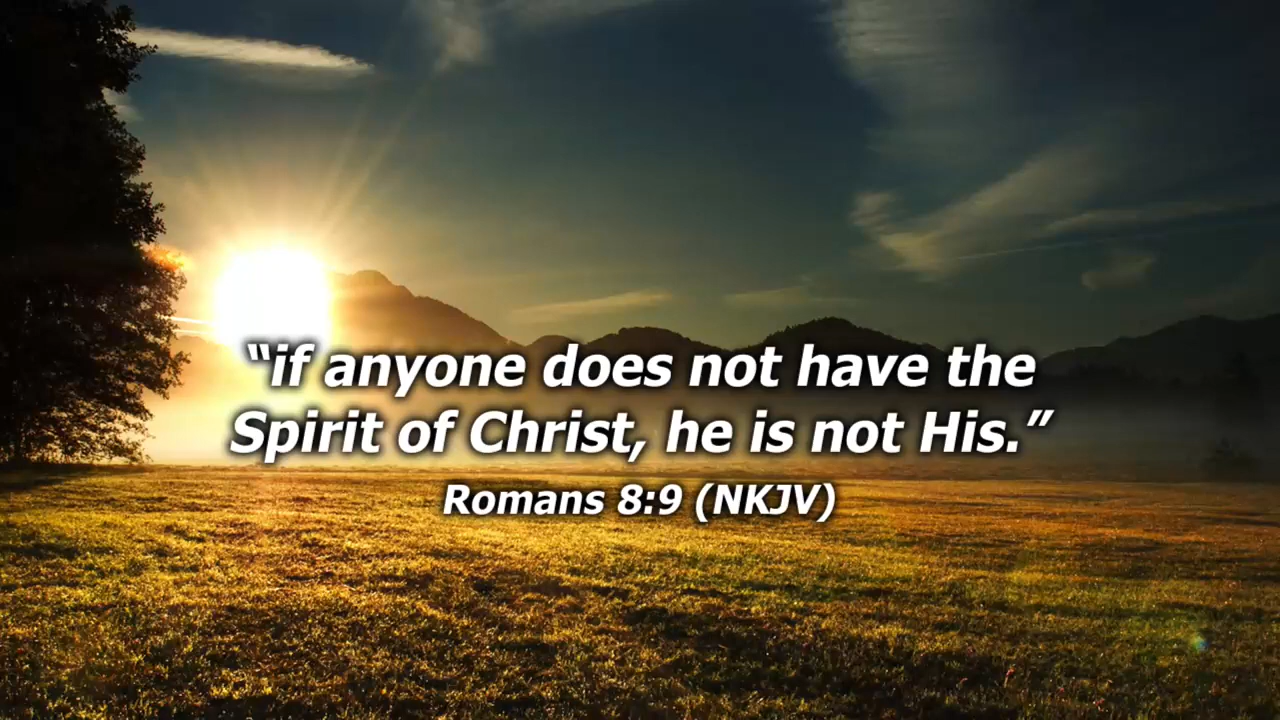 “if anyone does not have the
Spirit of Christ, he is not His.”
Romans 8:9 (NKJV)